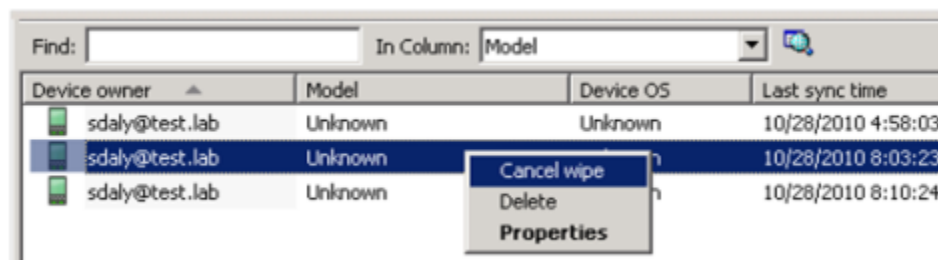 Find: In Column: Model
Device owner Model Device OS Last sync time
sdaly@test.lab Unknown Unknown 10/28/2010 4:58:03
sdaly@test.lab Unknown 10/28/2010 8:03:23
Cancel wipe
sdaly@test.lab Unknown 10/28/2010 8:10:24
Delete
Properties